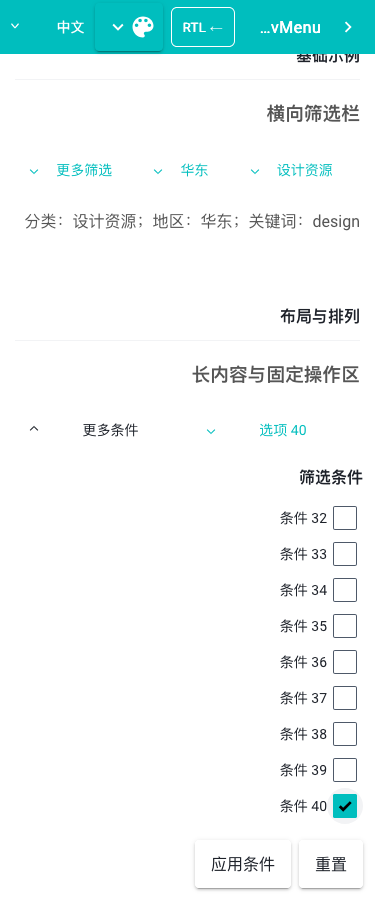 …vMenu
RTL ←
中文
基础示例
横向筛选栏
设计资源
华东
更多筛选
分类：设计资源；地区：华东；关键词：design
布局与排列
长内容与固定操作区
选项 40
更多条件
筛选条件
条件 32
条件 33
条件 34
条件 35
条件 36
条件 37
条件 38
条件 39
条件 40
重置
应用条件